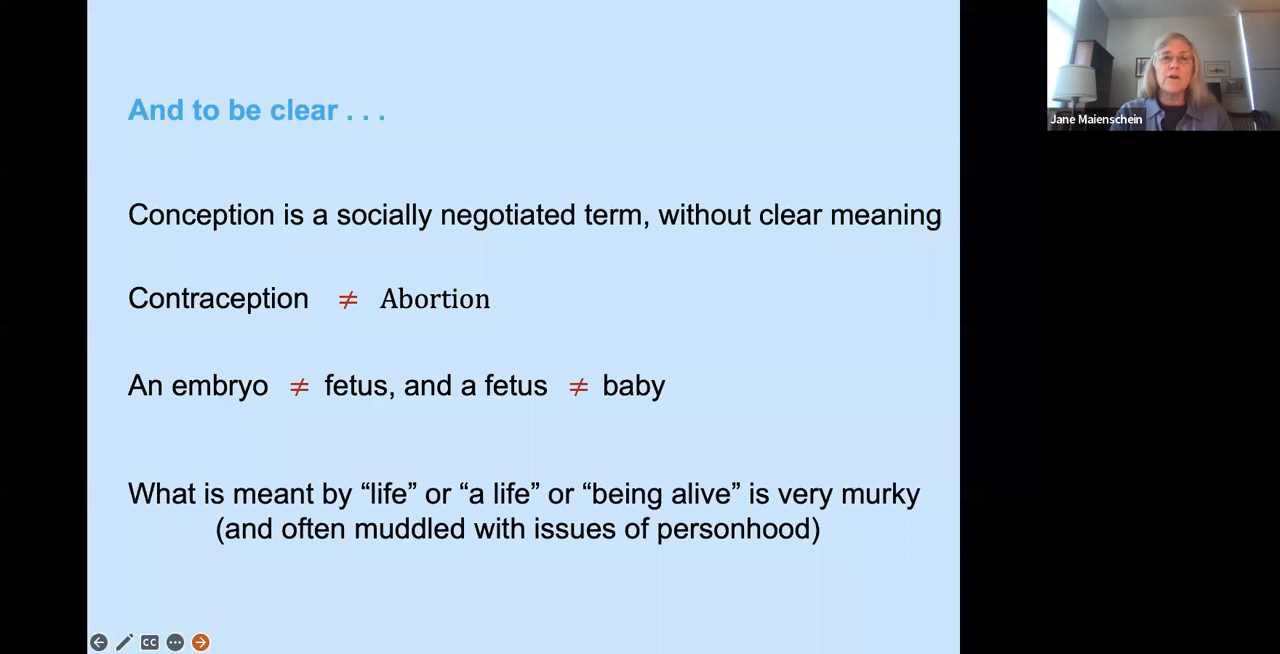 And to be clear . . .
Conception is a socially negotiated term, without clear meaning
Contraception ≠ Abortion
An embryo ≠ fetus, and a fetus ≠ baby
What is meant by “life” or “a life” or “being alive” is very murky
(and often muddled with issues of personhood)
CC
Jane Maienschein